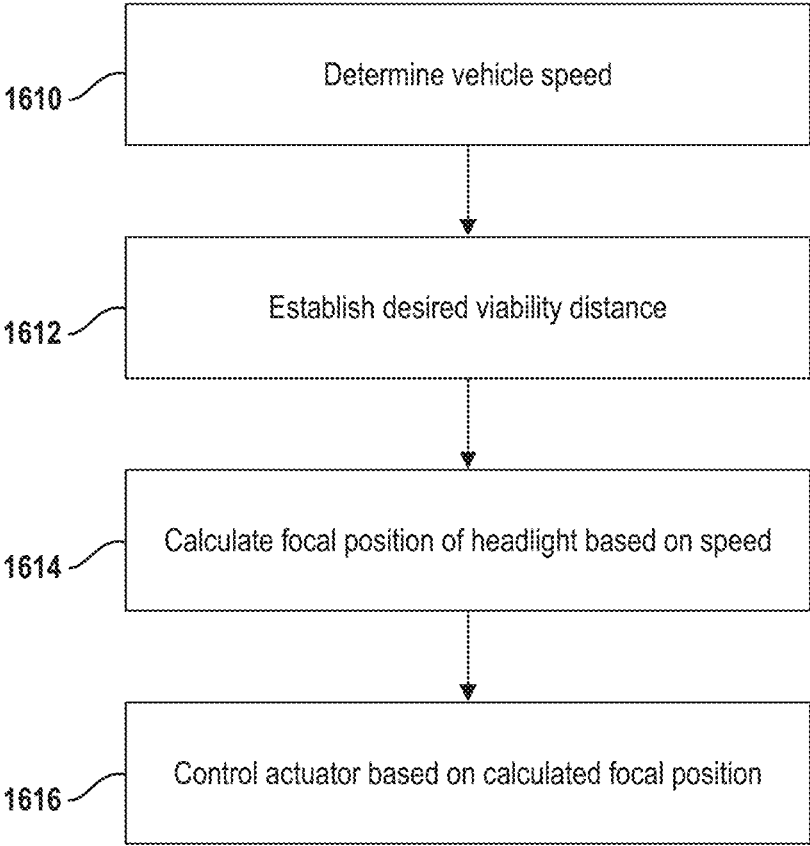 Determine vehicle speed
1610
Establish desired viability distance
1612
Calculate focal position of headlight based on speed
1614
Control actuator based on calculated focal position
1616